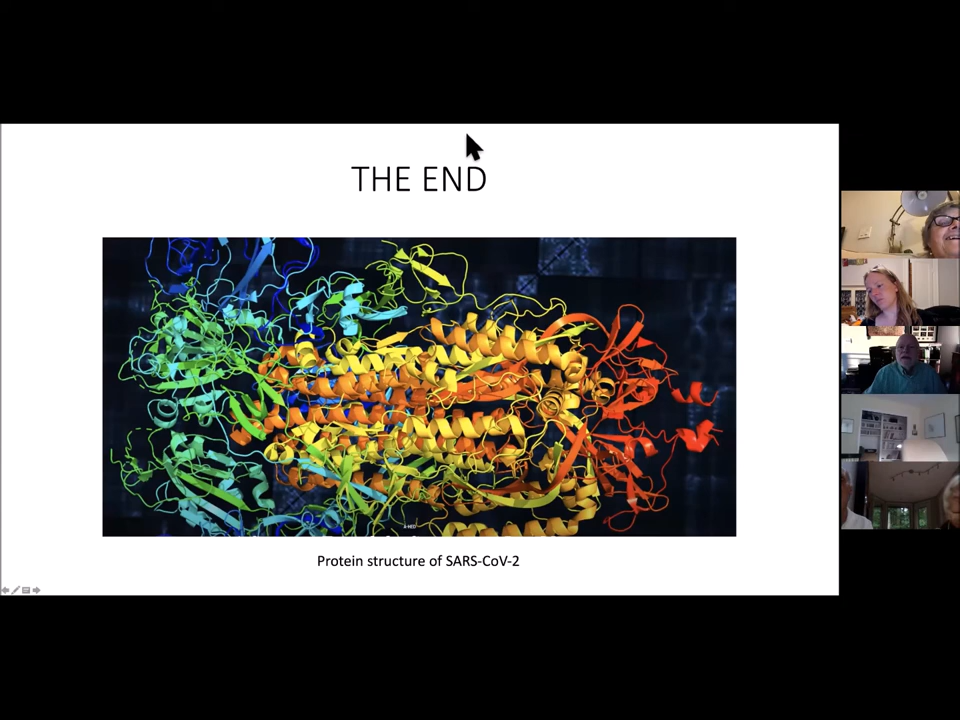 THE END
Protein structure of SARS-CoV-2